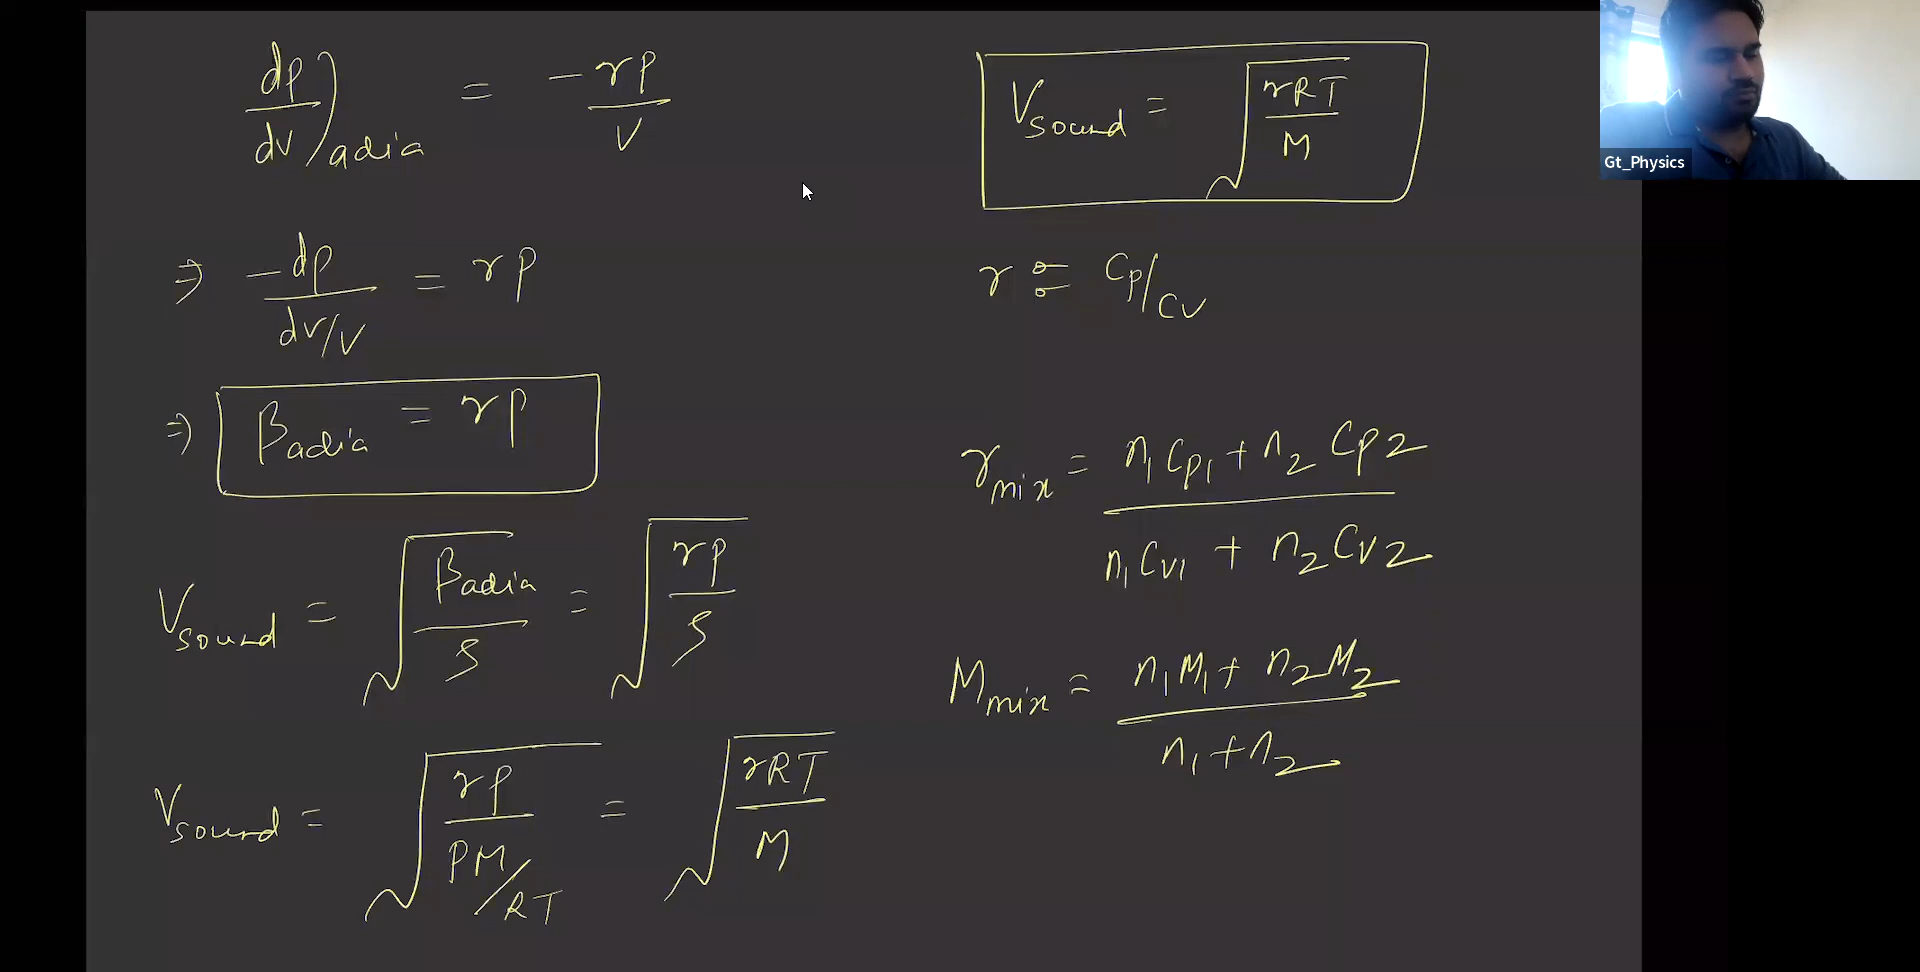 dp/dv)adia = -γP/V
⇒ -dp/dv/V = γP
⇒ βadia = γP
Vsound = √(βadia/ρ) = √(γP/ρ)
Vsound = √(γP/PM/RT) = √(γRT/M)
Vsound = √(γRT/M)
γ = Cp/Cv
γmix = n₁Cp₁ + n₂Cp₂/n₁Cv₁ + n₂Cv₂
Mmix = n₁M₁ + n₂M₂/n₁ + n₂
Gt_Physics